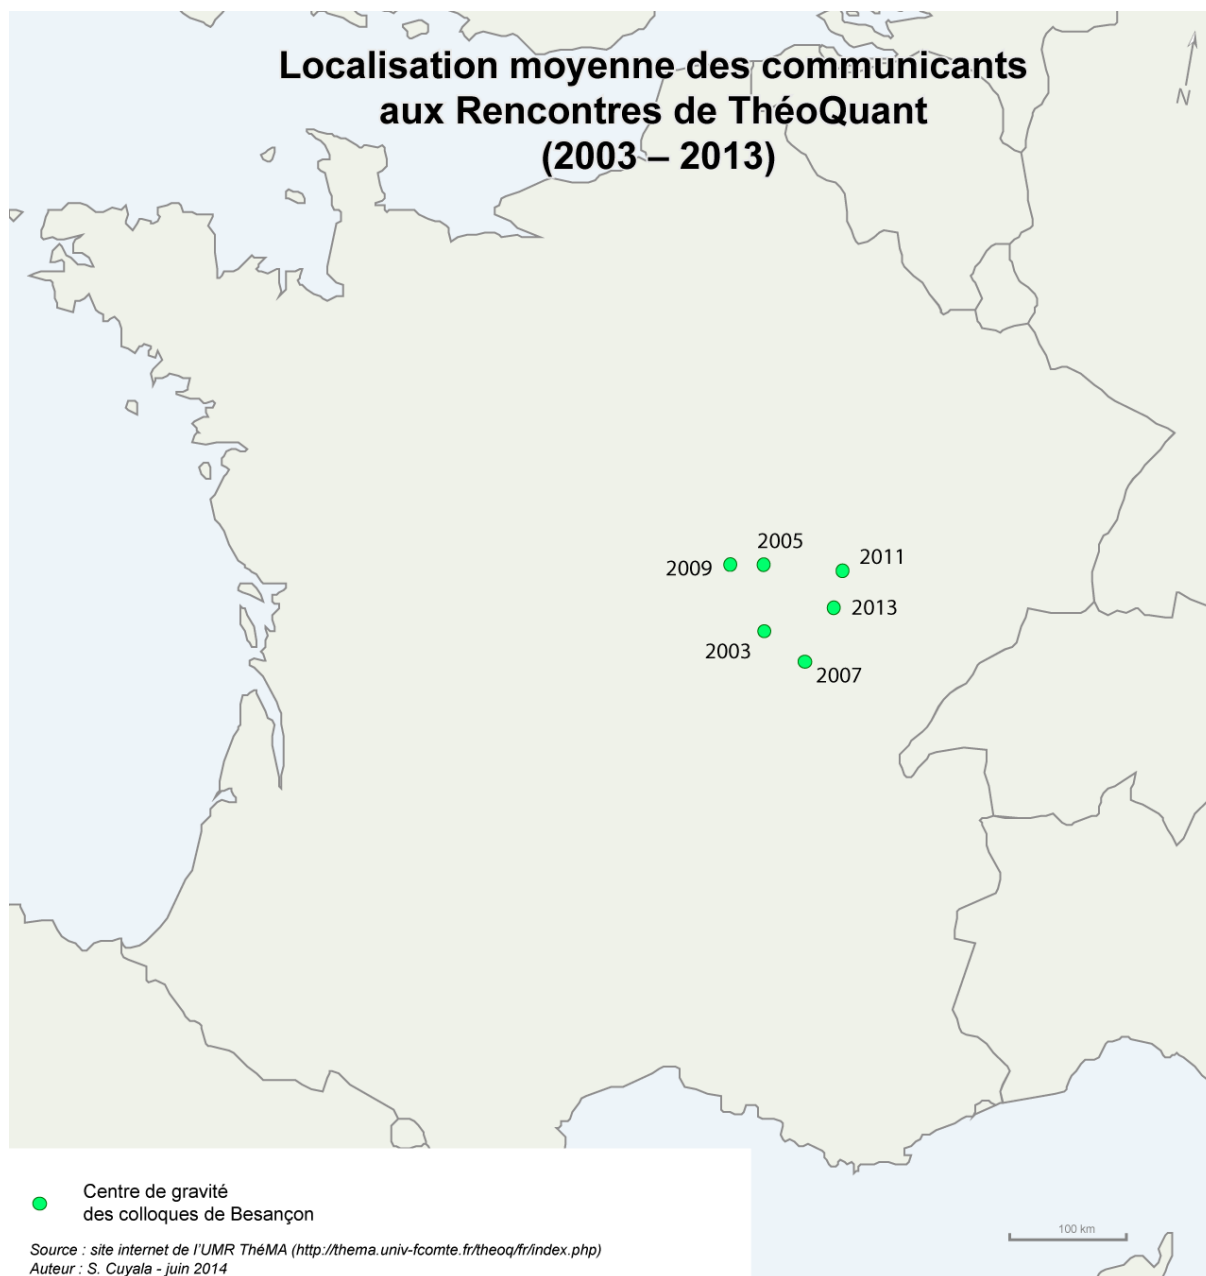 Localisation moyenne des communicants
aux Rencontres de ThéoQuant
(2003 – 2013)
N
2005
2009
2011
2013
2003
2007
Centre de gravité
des colloques de Besançon
100 km
Source : site internet de l'UMR ThéMA (http://thema.univ-fcomte.fr/theoq/fr/index.php)
Auteur : S. Cuyala - juin 2014